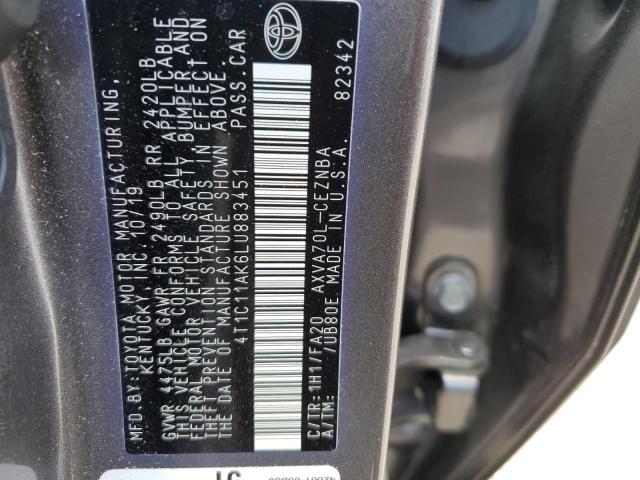 MFD. BY: TOYOTA MOTOR MANUFACTURING,
KENTUCKY, INC. 10/19
GVWR 4475LB GAWR FR 2490LB RR 2420LB
THIS VEHICLE CONFORMS TO ALL APPLICABLE
FEDERAL MOTOR VEHICLE SAFETY, BUMPER, AND
THEFT PREVENTION STANDARDS IN EFFECT ON
THE DATE OF MANUFACTURE SHOWN ABOVE.
4T1C11AK6LU883451 PASS.CAR
C/TR: 1H1/FA20 AXVA70L-CEZNBA
A/TM: /UB80E MADE IN U.S.A. 82342